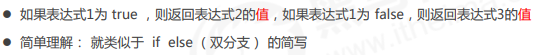 ● 如果表达式1为 true ，则返回表达式2的值，如果表达式1为 false，则返回表达式3的值
● 简单理解： 就类似于 if else （ 双分支 ） 的简写